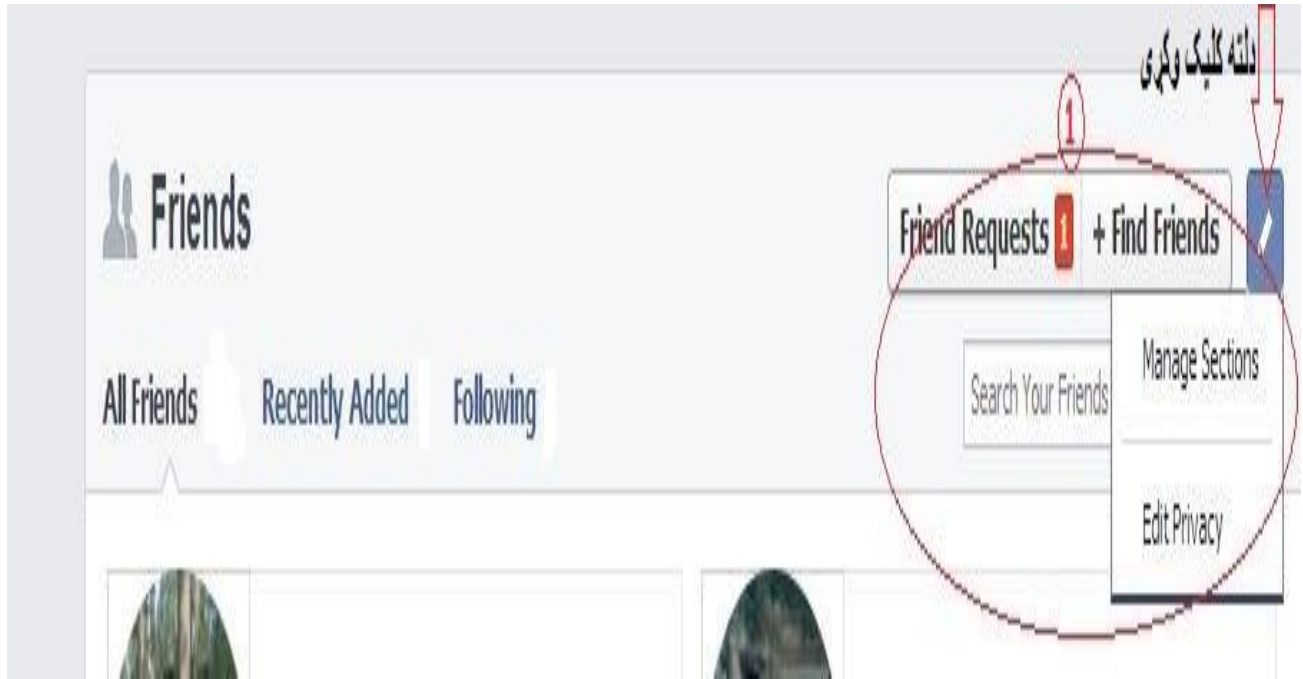 دلته کلیک وکړی
1
Friends
Friend Requests 1 + Find Friends
All Friends Recently Added Following
Search Your Friends
Manage Sections
Edit Privacy